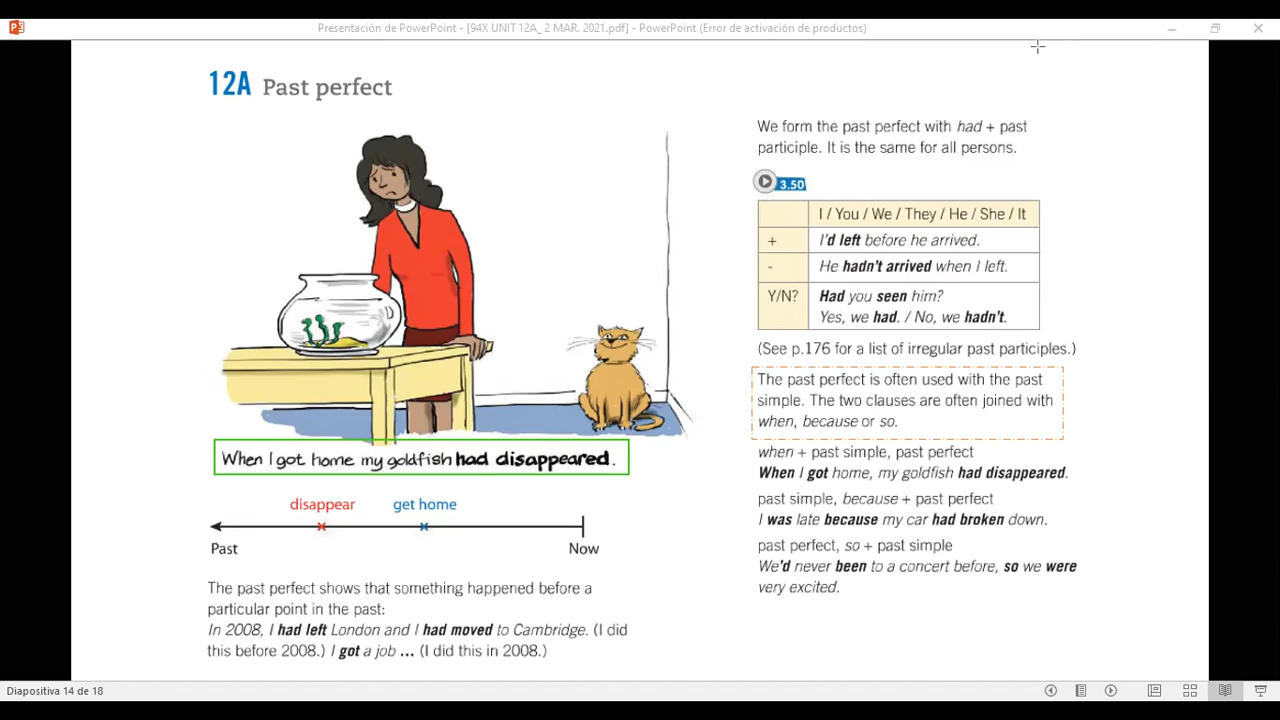 Presentación de PowerPoint - [94X UNIT 12A_ 2 MAR. 2021.pdf] - PowerPoint (Error de activación de productos)
12A Past perfect
When I got home my goldfish had disappeared.
disappear get home
Past Now
The past perfect shows that something happened before a
particular point in the past:
In 2008, I had left London and I had moved to Cambridge. (I did
this before 2008.) I got a job ... (I did this in 2008.)
We form the past perfect with had + past
participle. It is the same for all persons.
3.50
I / You / We / They / He / She / It
+ I'd left before he arrived.
- He hadn't arrived when I left.
Y/N? Had you seen him?
Yes, we had. / No, we hadn't.
(See p.176 for a list of irregular past participles.)
The past perfect is often used with the past
simple. The two clauses are often joined with
when, because or so.
when + past simple, past perfect
When I got home, my goldfish had disappeared.
past simple, because + past perfect
I was late because my car had broken down.
past perfect, so + past simple
We'd never been to a concert before, so we were
very excited.
Diapositiva 14 de 18